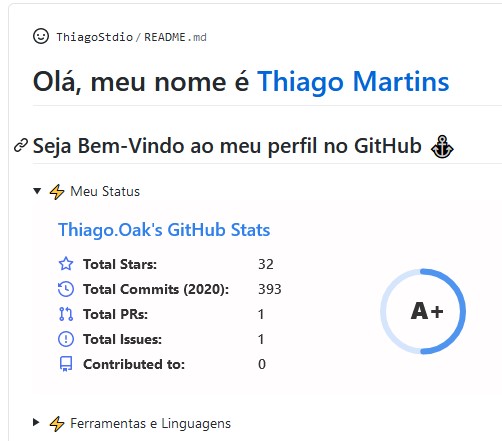 ThiagoStdio/README.md
Olá, meu nome é Thiago Martins
Seja Bem-Vindo ao meu perfil no GitHub
Meu Status
Thiago.Oak's GitHub Stats
Total Stars: 32
Total Commits (2020): 393
Total PRs: 1
Total Issues: 1
Contributed to: 0
A+
Ferramentas e Linguagens